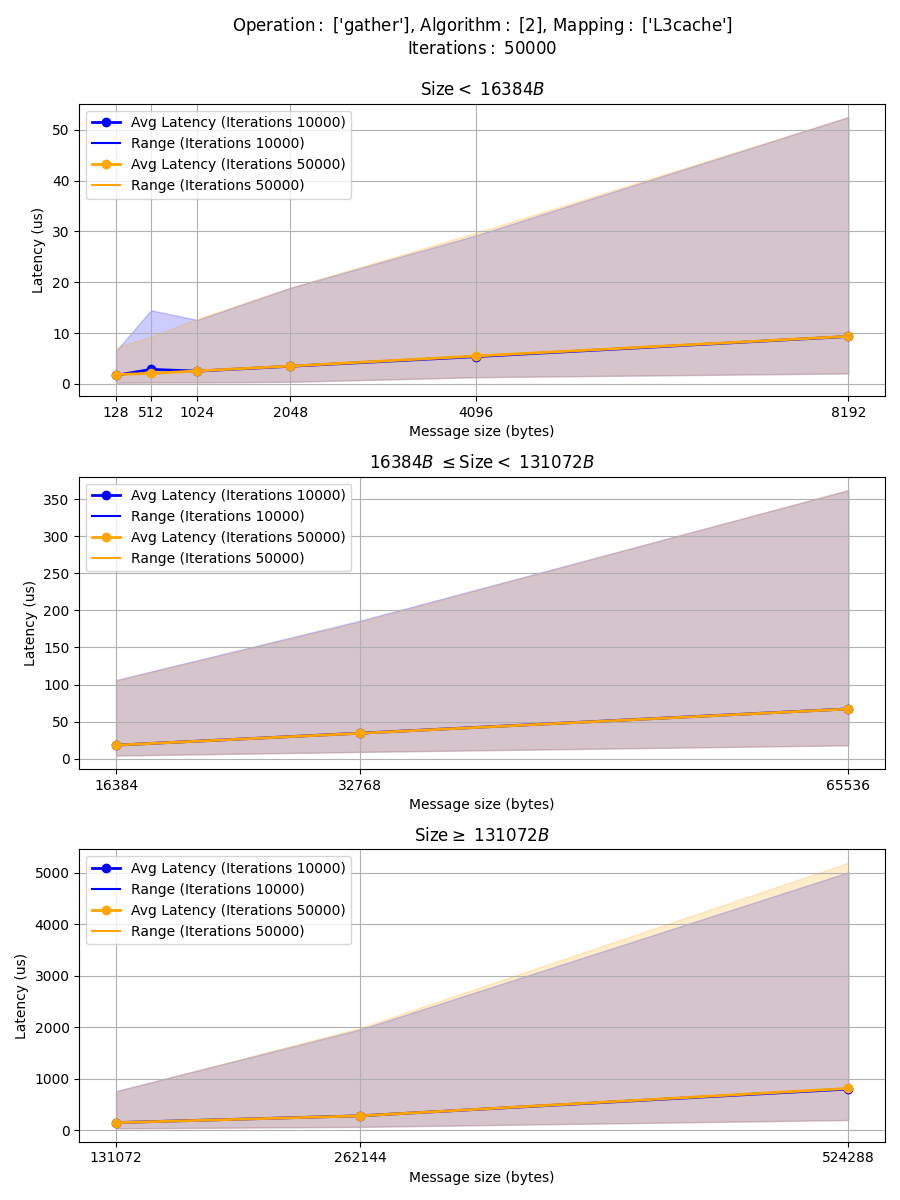 Operation : ['gather'], Algorithm : [2], Mapping : ['L3cache']
Iterations : 50000
Size < 16384B
Avg Latency (Iterations 10000)
Range (Iterations 10000)
Avg Latency (Iterations 50000)
Range (Iterations 50000)
50
40
30
20
10
0
Latency (us)
128 512 1024 2048 4096 8192
Message size (bytes)
16384B ≤ Size < 131072B
Avg Latency (Iterations 10000)
Range (Iterations 10000)
Avg Latency (Iterations 50000)
Range (Iterations 50000)
350
300
250
200
150
100
50
0
Latency (us)
16384 32768 65536
Message size (bytes)
Size ≥ 131072B
Avg Latency (Iterations 10000)
Range (Iterations 10000)
Avg Latency (Iterations 50000)
Range (Iterations 50000)
5000
4000
3000
2000
1000
0
Latency (us)
131072 262144 524288
Message size (bytes)